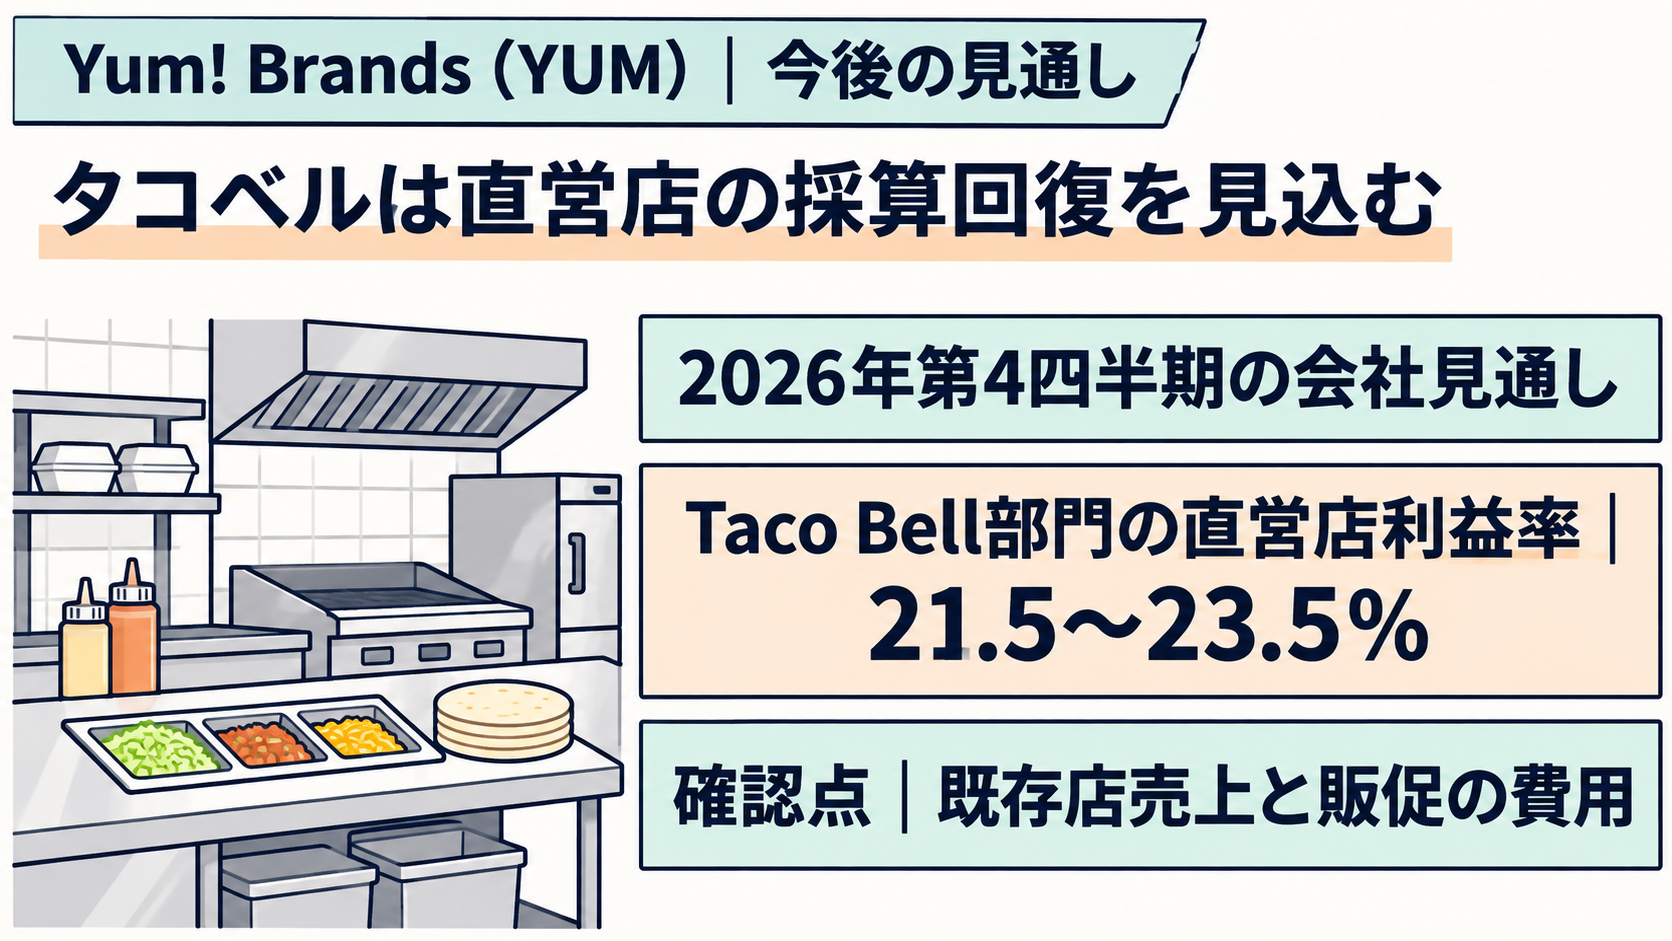 Yum! Brands（YUM）｜今後の見通し
タコベルは直営店の採算回復を見込む
2026年第4四半期の会社見通し
Taco Bell部門の直営店利益率｜
21.5〜23.5%
確認点｜既存店売上と販促の費用